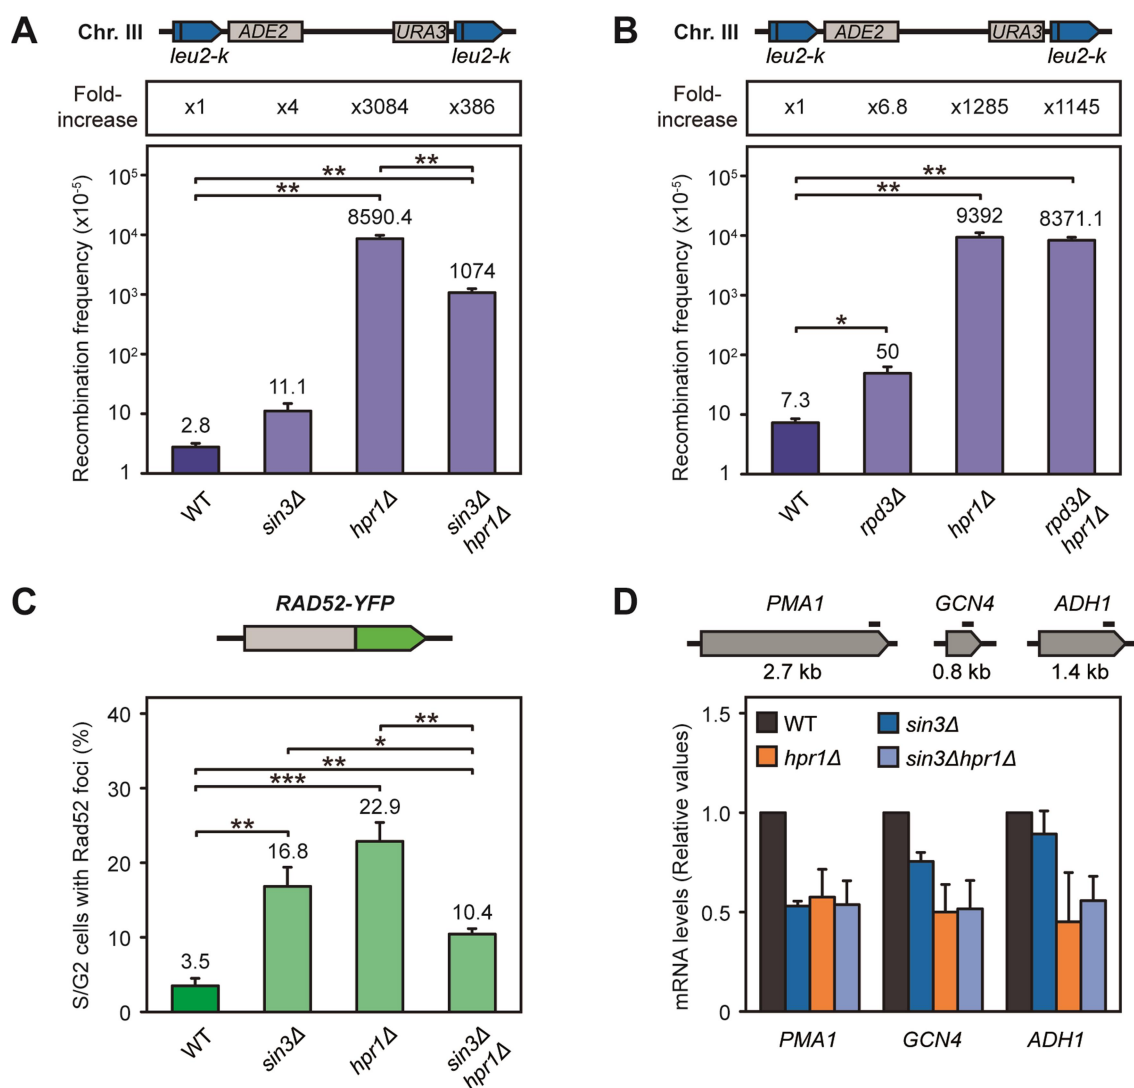 A
Chr. III
ADE2
URA3
leu2-k
leu2-k
Fold-
increase
x1
x4
x3084
x386
Recombination frequency (x10-5)
10⁵
10⁴
10³
10²
10
1
**
**
**
2.8
11.1
8590.4
1074
WT
sin3Δ
hpr1Δ
sin3Δ
hpr1Δ
B
Chr. III
ADE2
URA3
leu2-k
leu2-k
Fold-
increase
x1
x6.8
x1285
x1145
Recombination frequency (x10-5)
10⁵
10⁴
10³
10²
10
1
**
**
*
7.3
50
9392
8371.1
WT
rpd3Δ
hpr1Δ
rpd3Δ
hpr1Δ
C
RAD52-YFP
S/G2 cells with Rad52 foci (%)
40
30
20
10
0
**
*
**
***
**
3.5
16.8
22.9
10.4
WT
sin3Δ
hpr1Δ
sin3Δ
hpr1Δ
D
PMA1
GCN4
ADH1
2.7 kb
0.8 kb
1.4 kb
mRNA levels (Relative values)
1.5
1.0
0.5
0
WT
sin3Δ
hpr1Δ
sin3Δhpr1Δ
PMA1
GCN4
ADH1